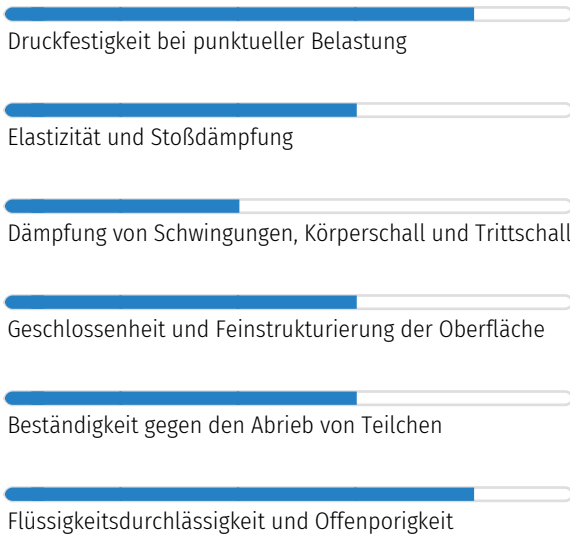 Druckfestigkeit bei punktueller Belastung
Elastizität und Stoßdämpfung
Dämpfung von Schwingungen, Körperschall und Trittschall
Geschlossenheit und Feinstrukturierung der Oberfläche
Beständigkeit gegen den Abrieb von Teilchen
Flüssigkeitsdurchlässigkeit und Offenporigkeit